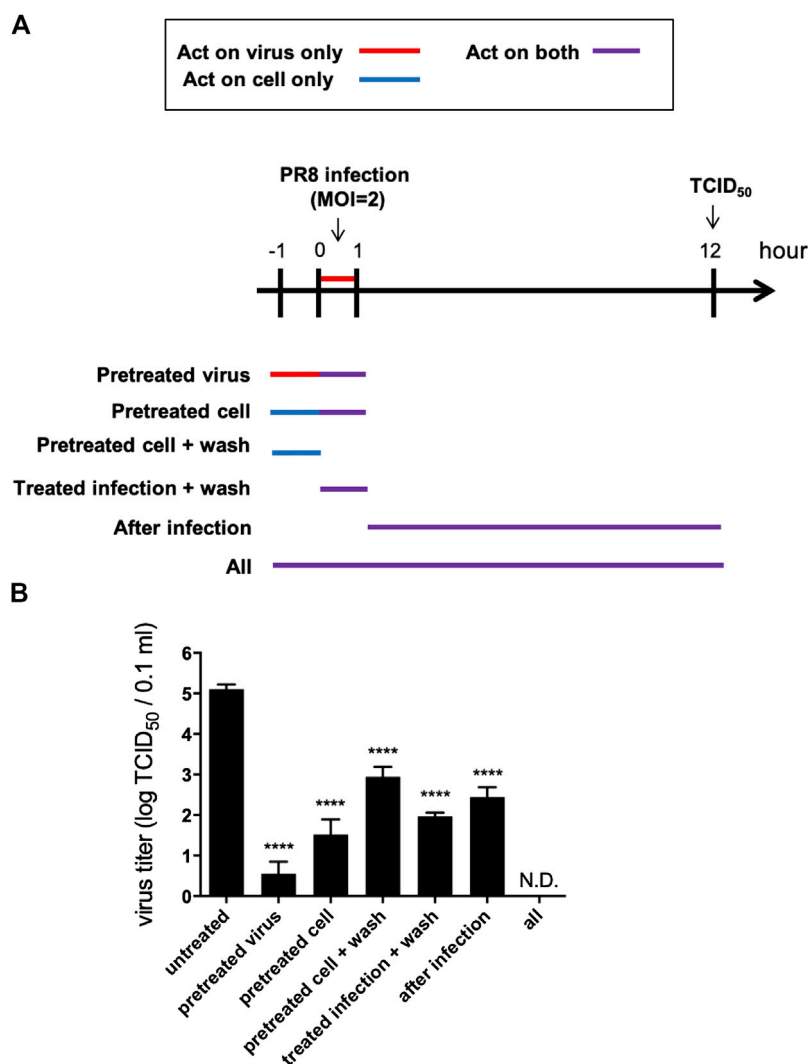 A
Act on virus only
Act on both
Act on cell only
PR8 infection
(MOI=2)
TCID50
-1 0 1 12 hour
Pretreated virus
Pretreated cell
Pretreated cell + wash
Treated infection + wash
After infection
All
B
virus titer (log TCID50 / 0.1 ml)
6
5
4
3
2
1
0
****
****
****
****
****
N.D.
untreated
pretreated virus
pretreated cell
pretreated cell + wash
treated infection + wash
after infection
all